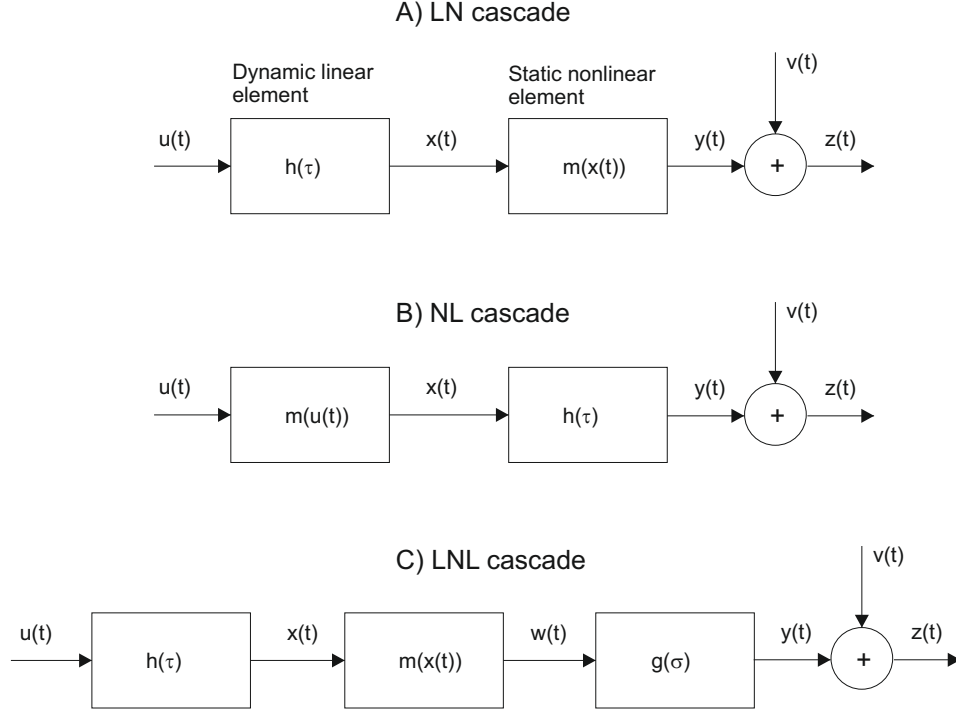 A) LN cascade
Dynamic linear
element
Static nonlinear
element
v(t)
u(t)
h(τ)
x(t)
m(x(t))
y(t)
+
z(t)
B) NL cascade
v(t)
u(t)
m(u(t))
x(t)
h(τ)
y(t)
+
z(t)
C) LNL cascade
v(t)
u(t)
h(τ)
x(t)
m(x(t))
w(t)
g(σ)
y(t)
+
z(t)